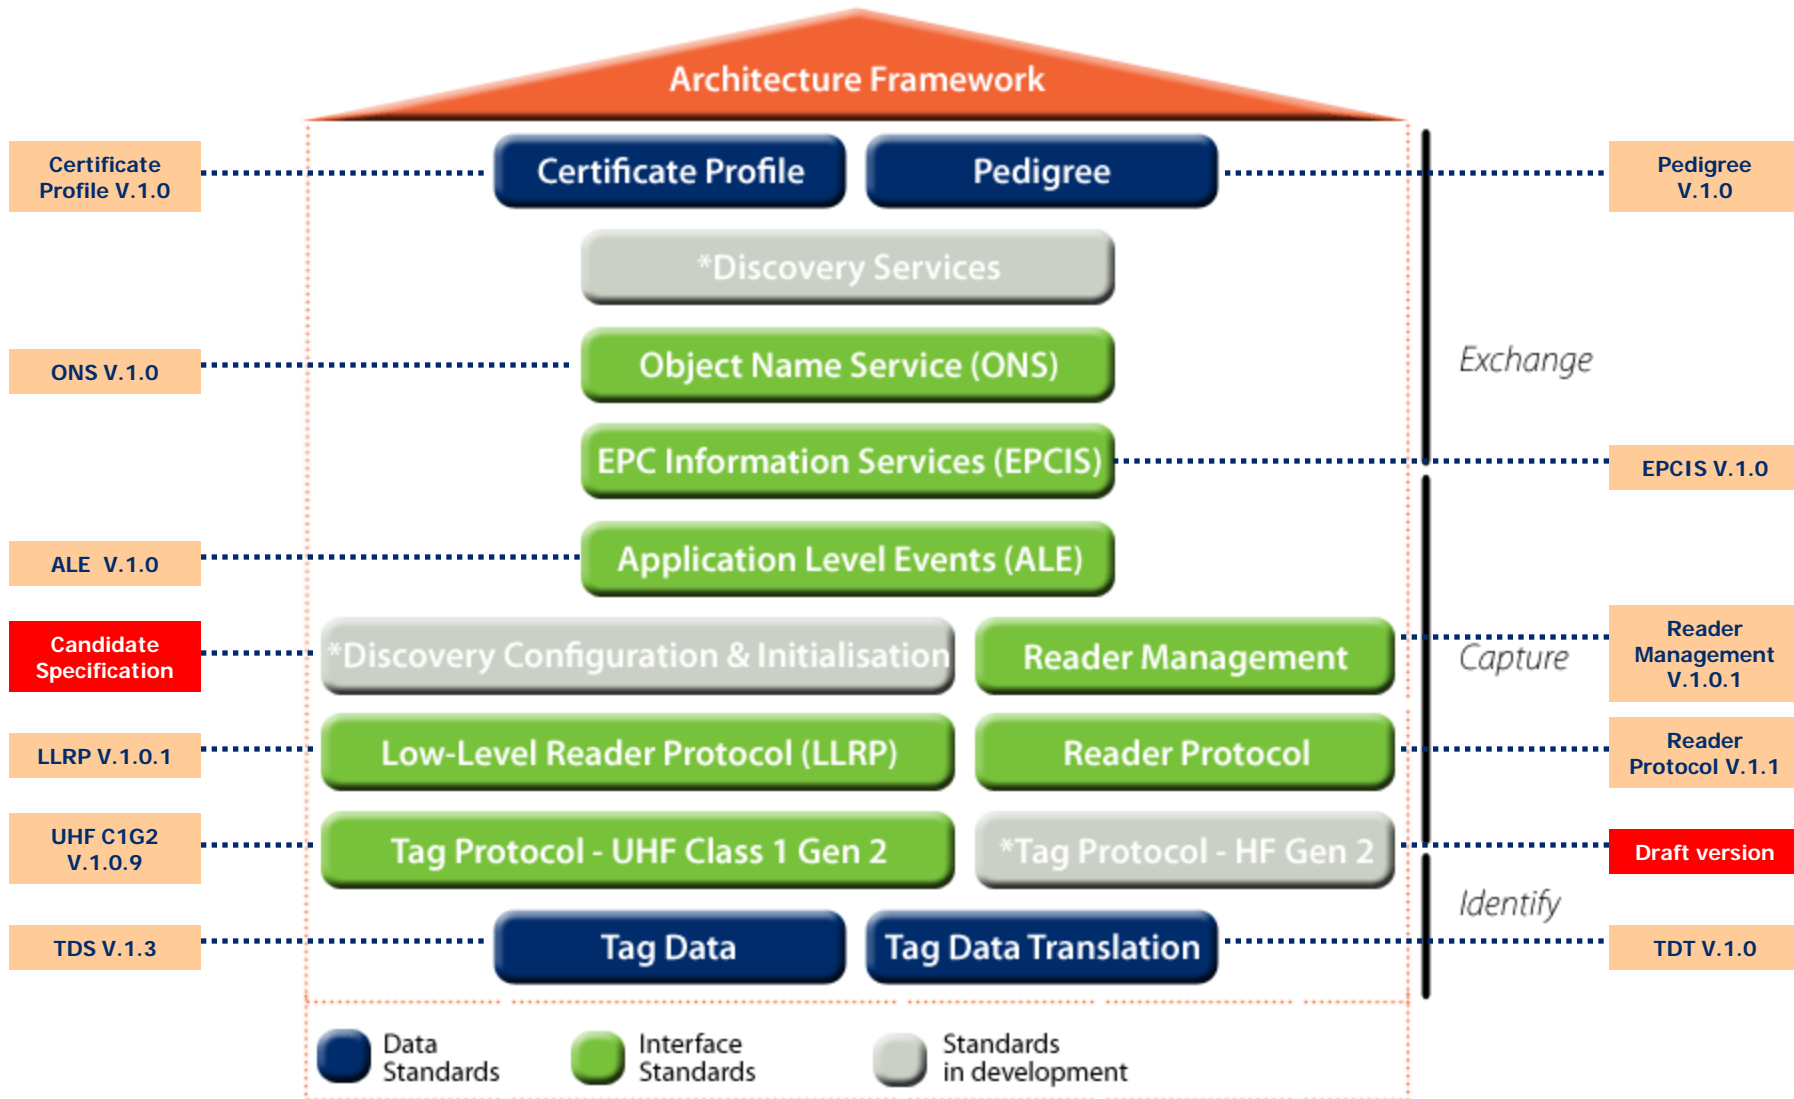 Architecture Framework
Certificate
Profile V.1.0
Certificate Profile
Pedigree
Pedigree
V.1.0
*Discovery Services
ONS V.1.0
Object Name Service (ONS)
Exchange
EPC Information Services (EPCIS)
EPCIS V.1.0
ALE V.1.0
Application Level Events (ALE)
Candidate
Specification
*Discovery Configuration & Initialisation
Reader Management
Capture
Reader
Management
V.1.0.1
LLRP V.1.0.1
Low-Level Reader Protocol (LLRP)
Reader Protocol
Reader
Protocol V.1.1
UHF C1G2
V.1.0.9
Tag Protocol - UHF Class 1 Gen 2
*Tag Protocol - HF Gen 2
Draft version
Identify
TDS V.1.3
Tag Data
Tag Data Translation
TDT V.1.0
Data
Standards
Interface
Standards
Standards
in development